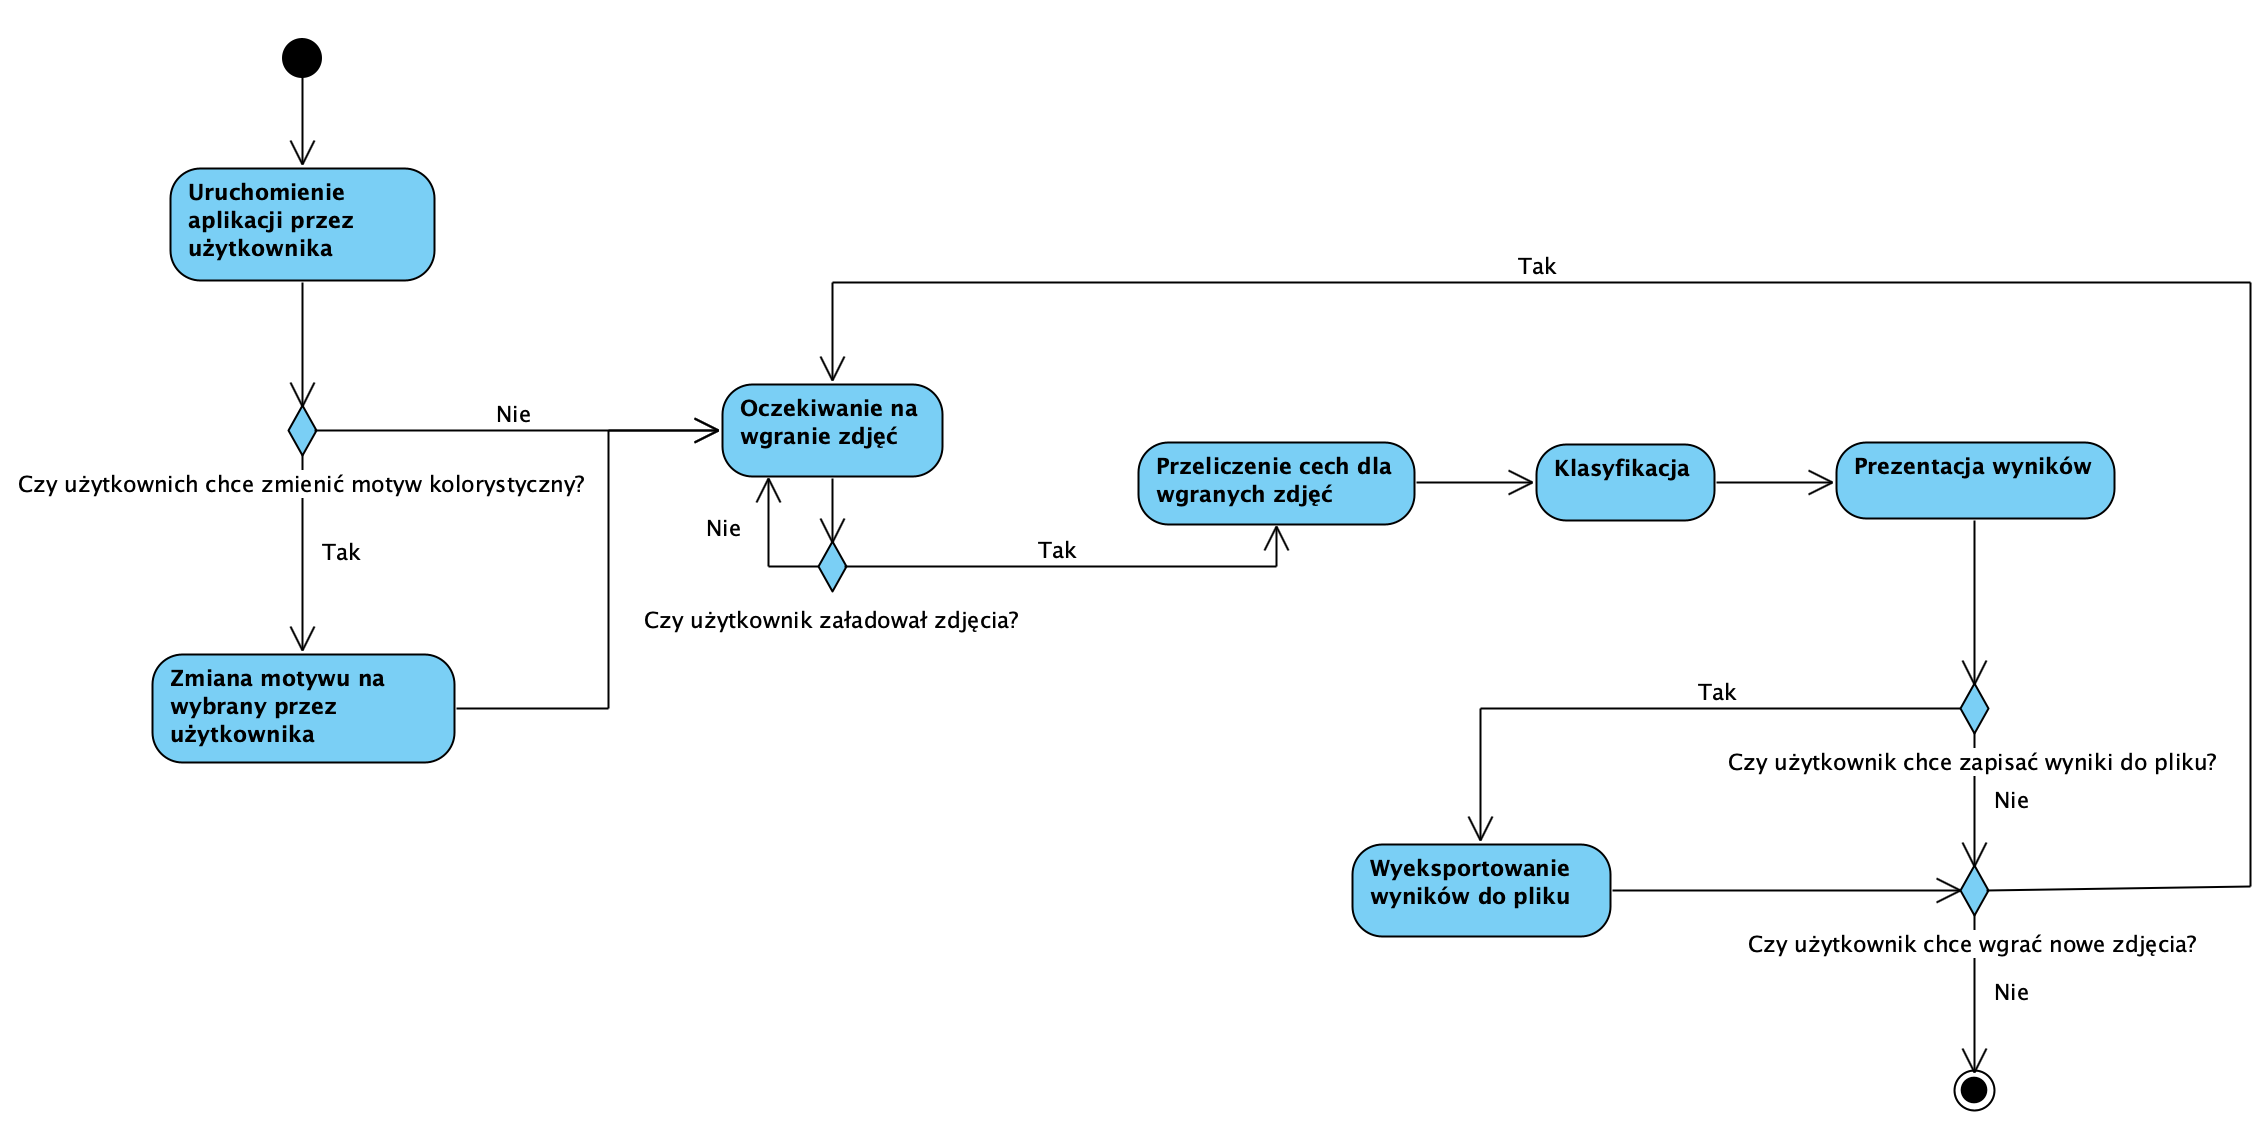 Uruchomienie
aplikacji przez
użytkownika
Tak
Nie
Oczekiwanie na
wgranie zdjęć
Czy użytkownich chce zmienić motyw kolorystyczny?
Tak
Nie
Tak
Czy użytkownik załadował zdjęcia?
Przeliczenie cech dla
wgranych zdjęć
Klasyfikacja
Prezentacja wyników
Zmiana motywu na
wybrany przez
użytkownika
Tak
Czy użytkownik chce zapisać wyniki do pliku?
Nie
Wyeksportowanie
wyników do pliku
Czy użytkownik chce wgrać nowe zdjęcia?
Nie